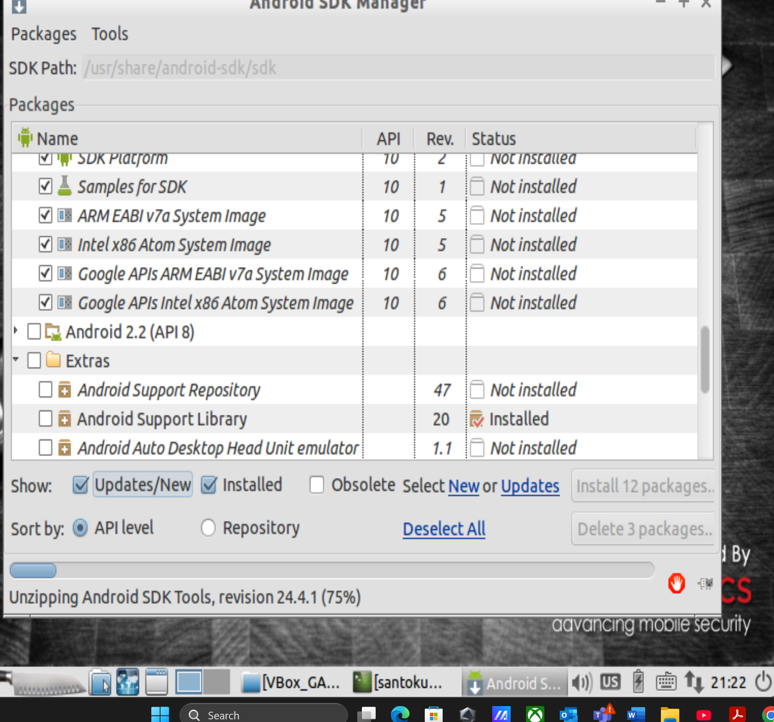 Android SDK Manager
Packages Tools
SDK Path: /usr/share/android-sdk/sdk
Packages
Name API Rev. Status
SDK Platform 10 2 Not installed
Samples for SDK 10 1 Not installed
ARM EABI v7a System Image 10 5 Not installed
Intel x86 Atom System Image 10 5 Not installed
Google APIs ARM EABI v7a System Image 10 6 Not installed
Google APIs Intel x86 Atom System Image 10 6 Not installed
Android 2.2 (API 8)
Extras
Android Support Repository 47 Not installed
Android Support Library 20 Installed
Android Auto Desktop Head Unit emulator 1.1 Not installed
Show: Updates/New Installed Obsolete Select New or Updates Install 12 packages..
Sort by: API level Repository Deselect All Delete 3 packages..
By
CS
Unzipping Android SDK Tools, revision 24.4.1 (75%)
advancing mobile security
[VBox_GA... [santoku... Android S... US 21:22
Search